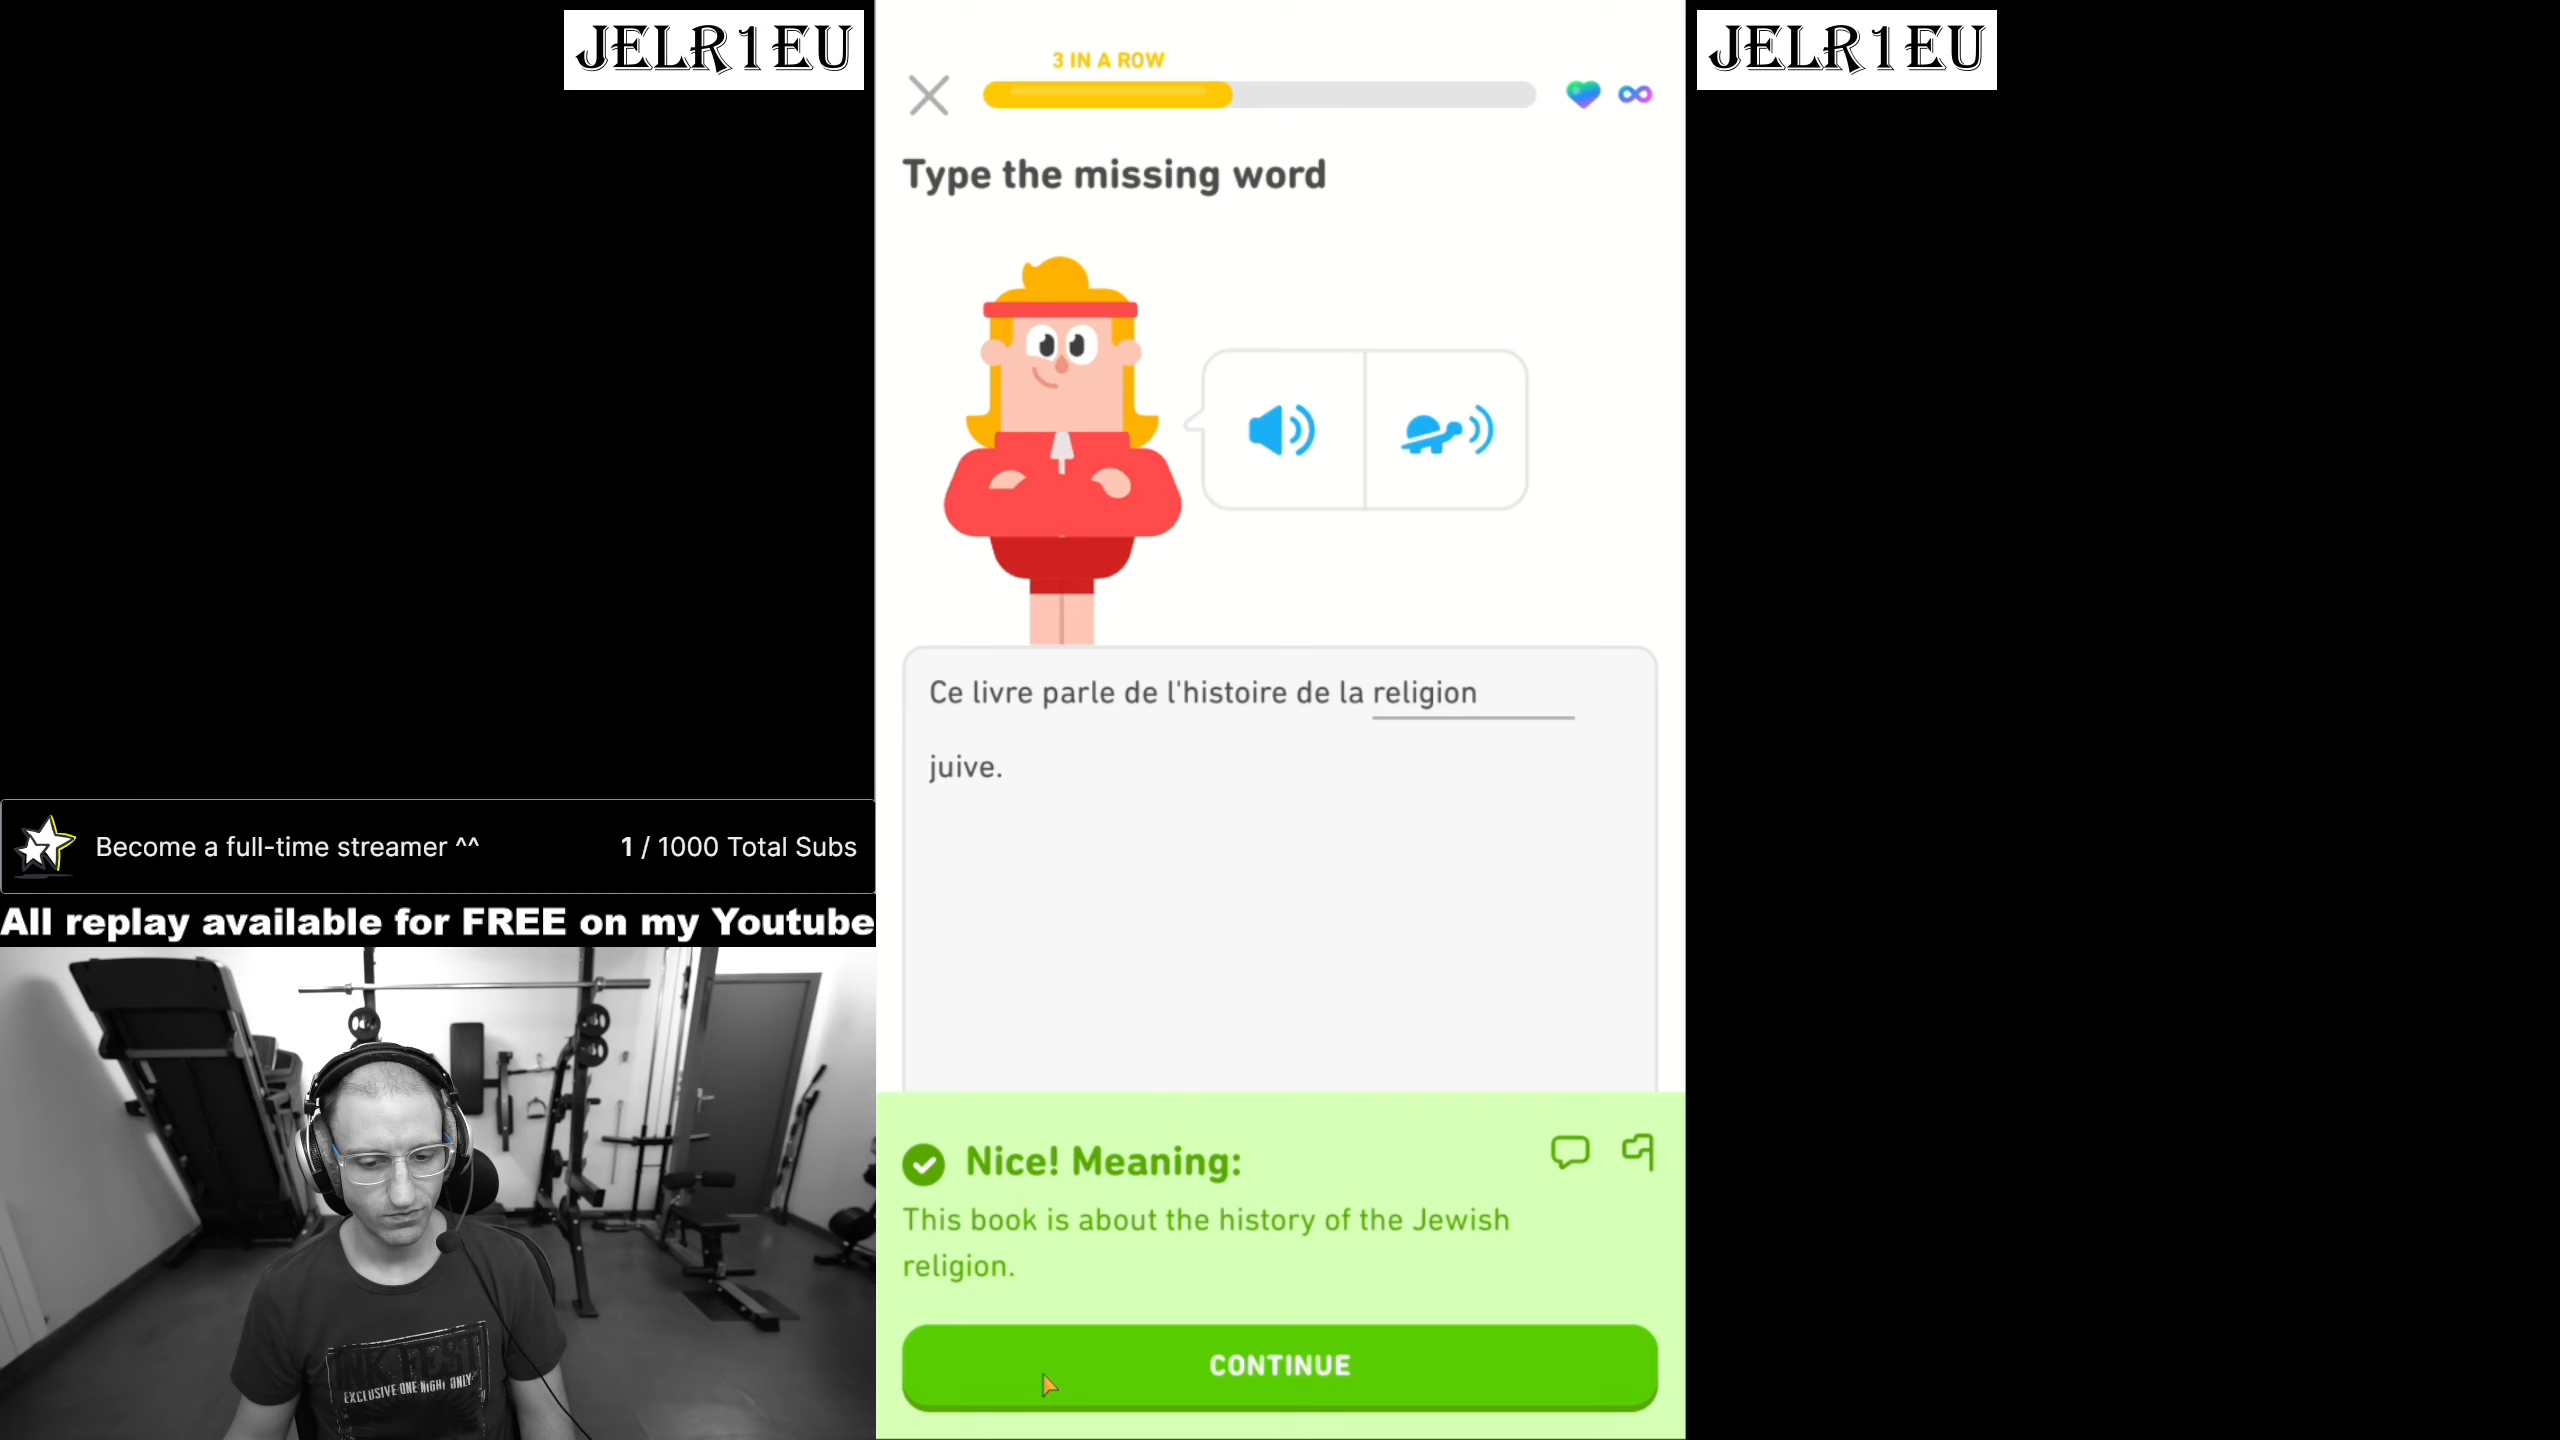 JELR1EU
JELR1EU
3 IN A ROW
Type the missing word
Ce livre parle de l'histoire de la religion
juive.
Nice! Meaning:
This book is about the history of the Jewish
religion.
CONTINUE
Become a full-time streamer ^^ 1 / 1000 Total Subs
All replay available for FREE on my Youtube
EXCLUSIVE ONE NIGHT ONLY